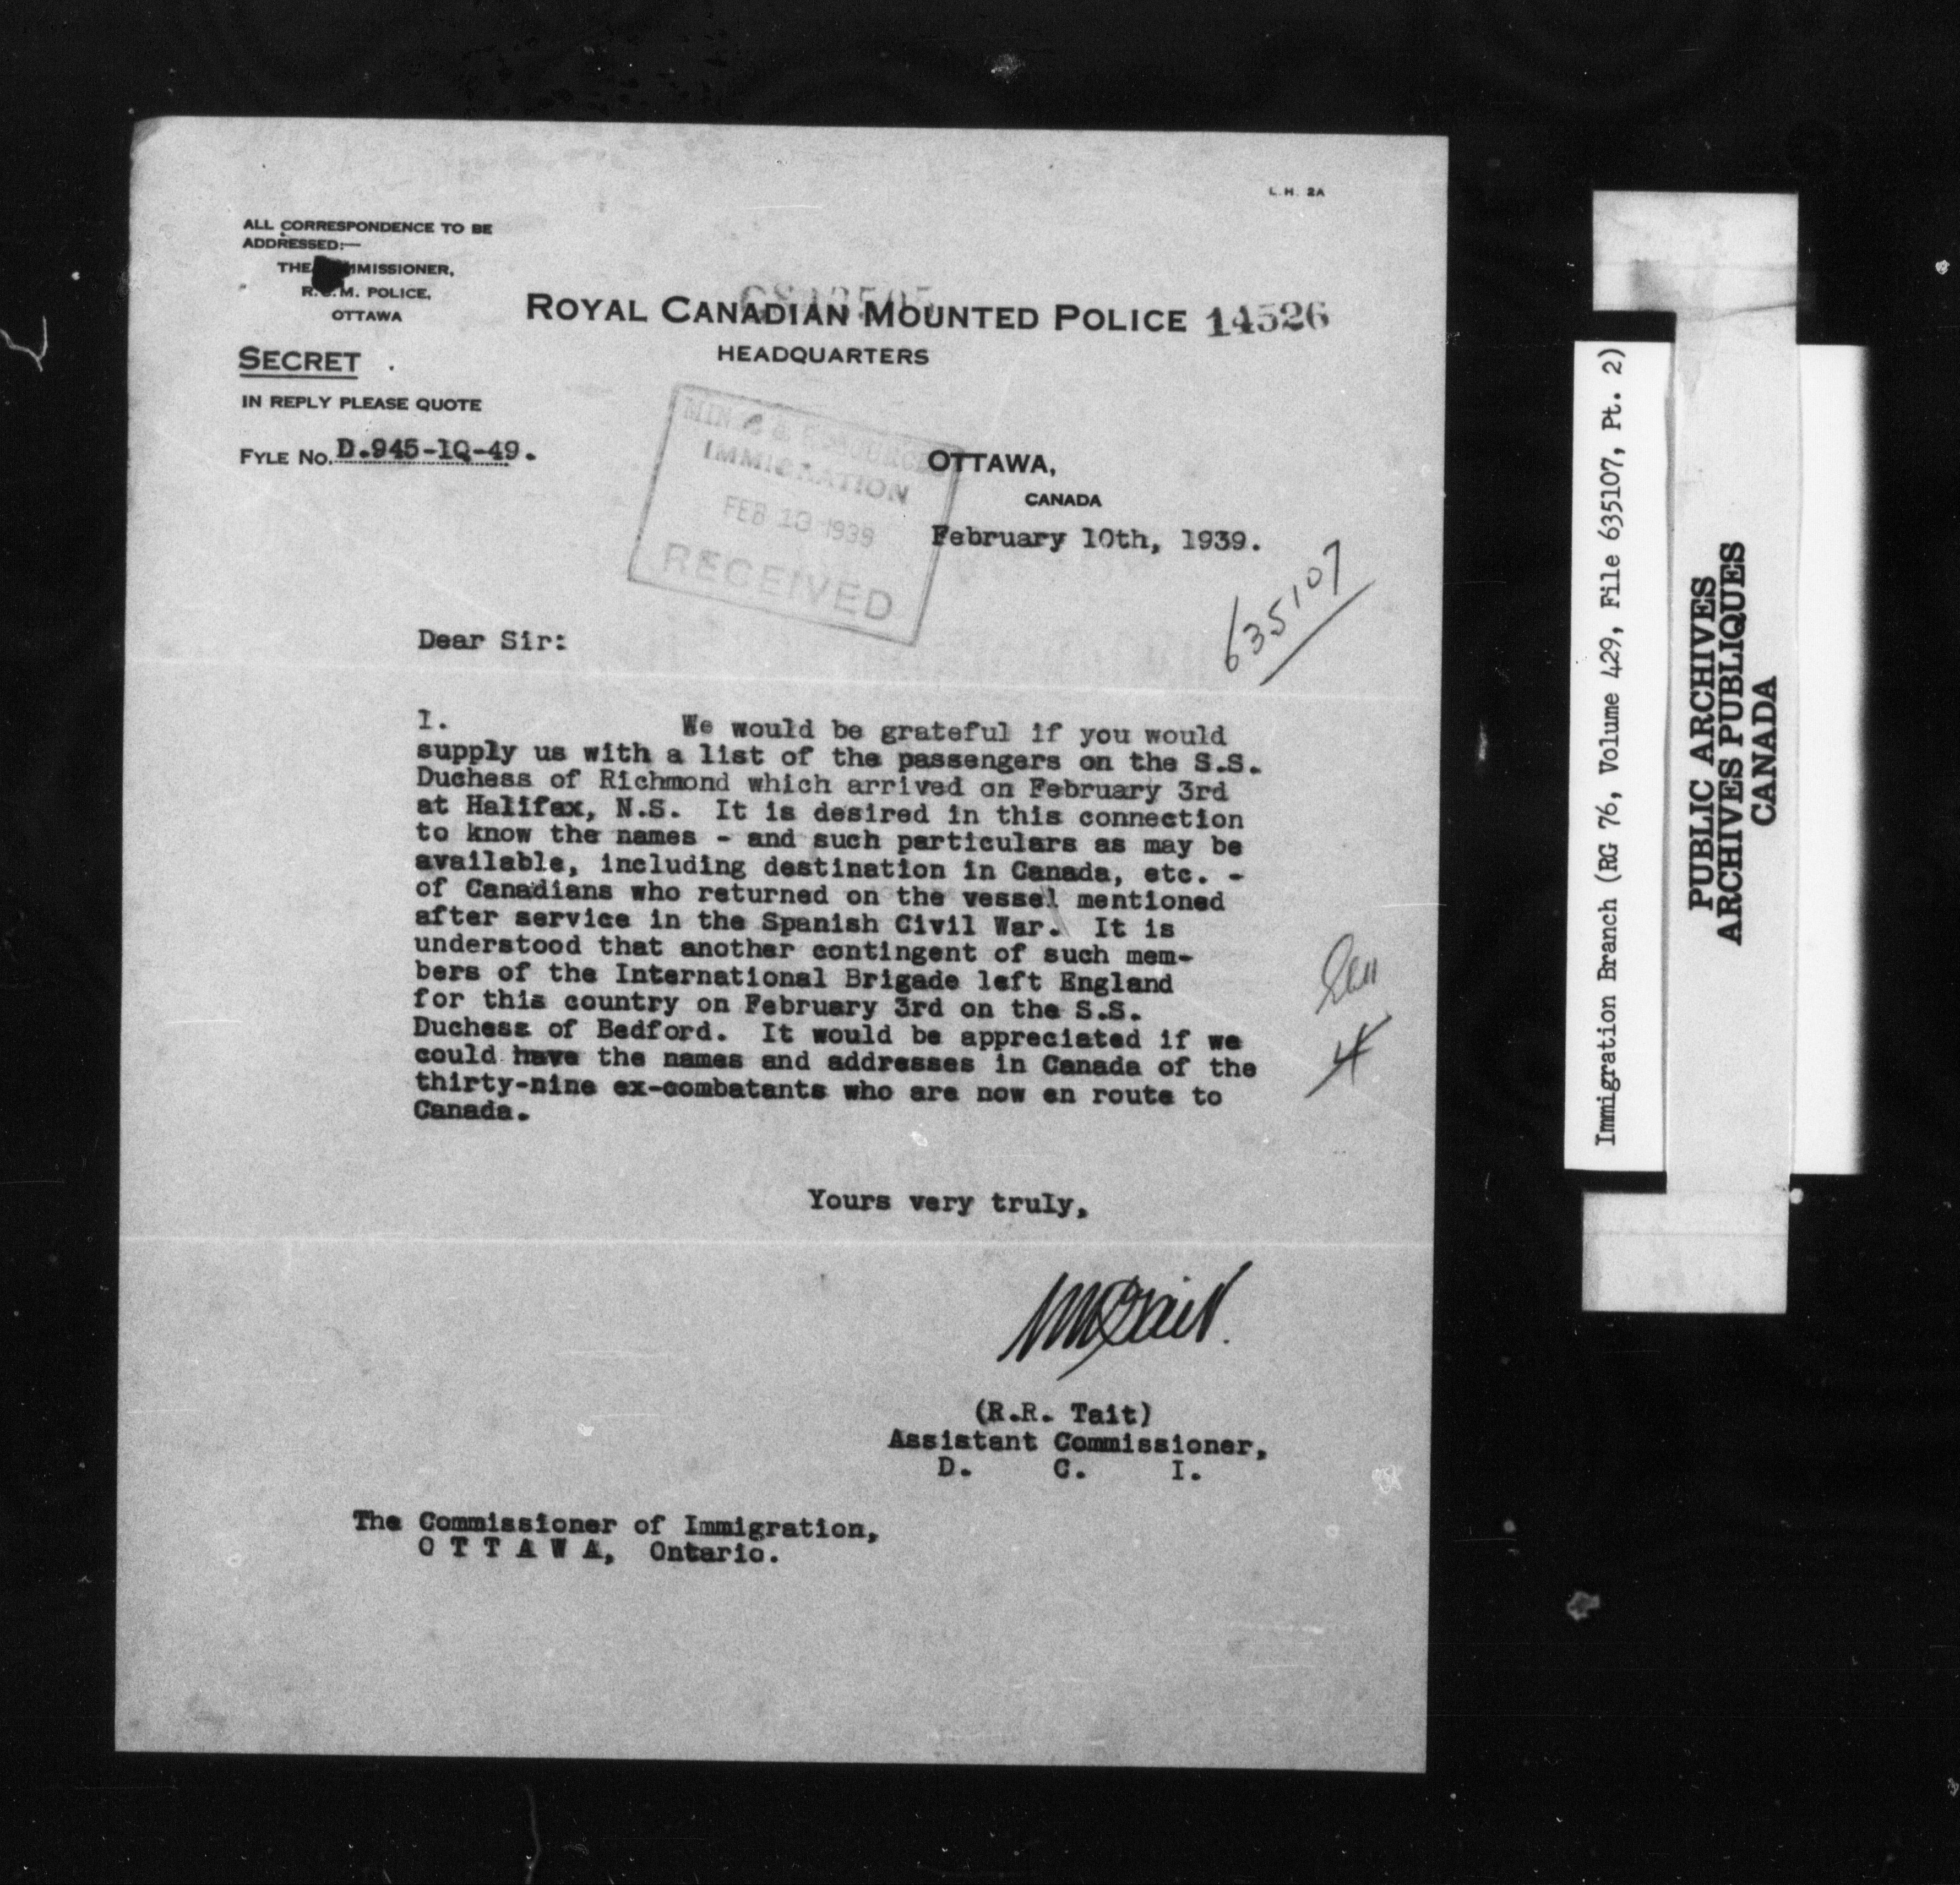 L. H. 2A
ALL CORRESPONDENCE TO BE
ADDRESSED:—
THE COMMISSIONER,
R.C.M. POLICE,
OTTAWA
ROYAL CANADIAN MOUNTED POLICE 14526
HEADQUARTERS
SECRET
IN REPLY PLEASE QUOTE
FYLE NO. D.945-1Q-49.
IMMIGRATION
FEB 13 1939
RECEIVED
OTTAWA,
CANADA
February 10th, 1939.
635107
Dear Sir:
1. We would be grateful if you would
supply us with a list of the passengers on the S.S.
Duchess of Richmond which arrived on February 3rd
at Halifax, N.S. It is desired in this connection
to know the names - and such particulars as may be
available, including destination in Canada, etc. -
of Canadians who returned on the vessel mentioned
after service in the Spanish Civil War. It is
understood that another contingent of such mem-
bers of the International Brigade left England
for this country on February 3rd on the S.S.
Duchess of Bedford. It would be appreciated if we
could have the names and addresses in Canada of the
thirty-nine ex-combatants who are now en route to
Canada.
Yours very truly,
(R.R. Tait)
Assistant Commissioner,
D. C. I.
The Commissioner of Immigration,
O T T A W A, Ontario.
Immigration Branch (RG 76, Volume 429, File 635107, Pt. 2)
PUBLIC ARCHIVES
ARCHIVES PUBLIQUES
CANADA